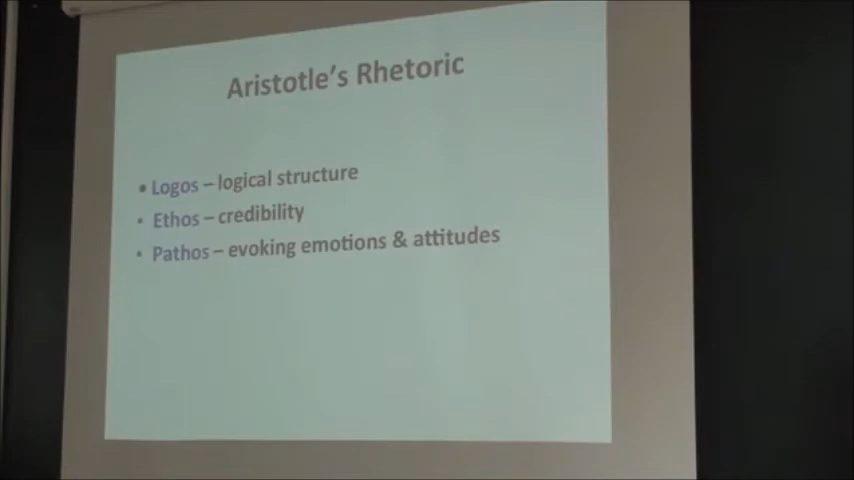 Aristotle's Rhetoric
• Logos – logical structure
• Ethos – credibility
• Pathos – evoking emotions & attitudes